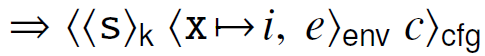 ⇒ ⟨⟨s⟩k ⟨x ↦ i, e⟩env c⟩cfg